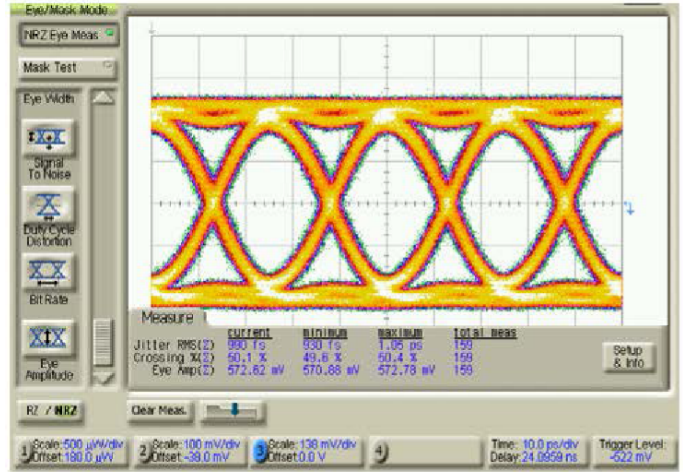 Eye/Mask Mode
NRZ Eye Meas
Mask Test
Eye Width
Signal
To Noise
Duty Cycle
Distortion
Bit Rate
Eye
Amplitude
Measure
current minimum maximum total meas
Jitter RMS(Σ) 990 fs 930 fs 1.05 ps 159
Crossing %(Σ) 50.1 % 49.6 % 50.4 % 159
Eye Amp(Σ) 572.62 mV 570.88 mV 572.78 mV 159
Setup
& Info
RZ / NRZ
Clear Meas.
1 Scale:500 µW/div
Offset:180.0 µW
2 Scale:100 mV/div
Offset:-38.0 mV
3 Scale:138 mV/div
Offset:0.0 V
4)
Time: 10.0 ps/div
Delay:24.0959 ns
Trigger Level:
-522 mV